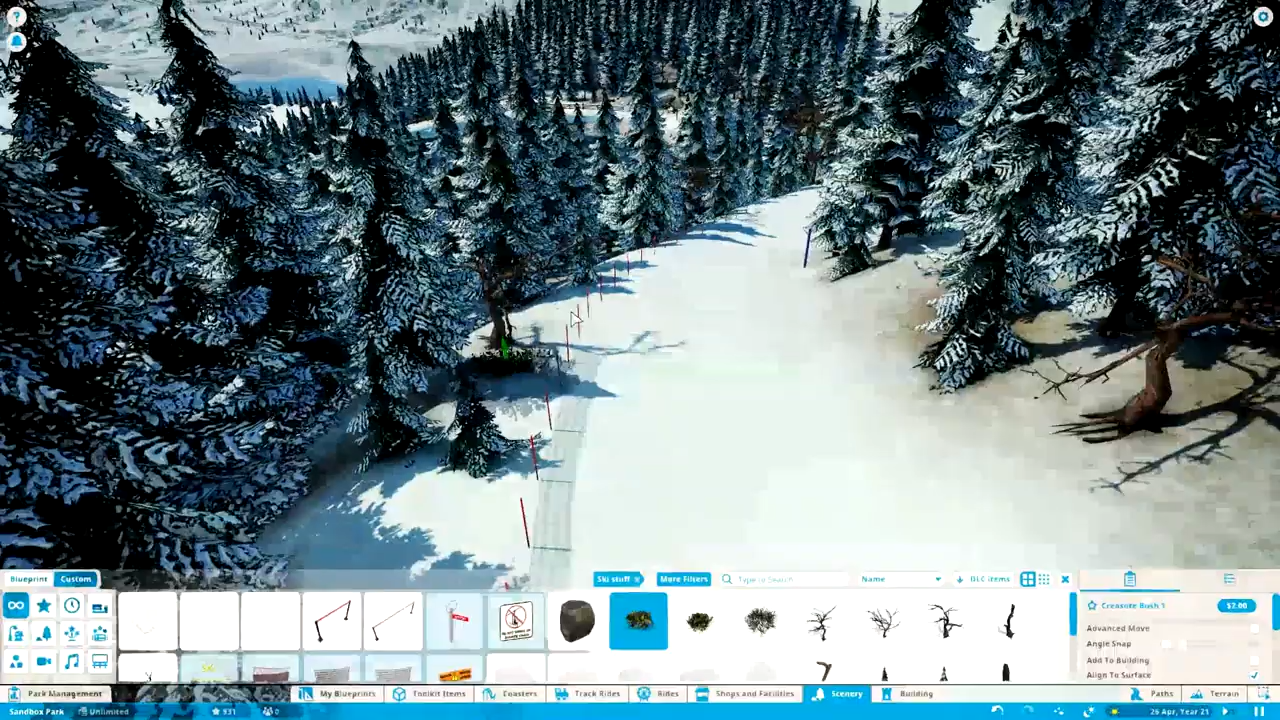 Blueprint Custom
Ski stuff × More Filters Type to Search Name DLC Items
Creosote Bush 1 $2.00
Advanced Move
Angle Snap
Add To Building
Align To Surface
Park Management My Blueprints Toolkit Items Coasters Track Rides Rides Shops and Facilities Scenery Building Paths Terrain
Sandbox Park Unlimited 931 0 26 Apr, Year 21